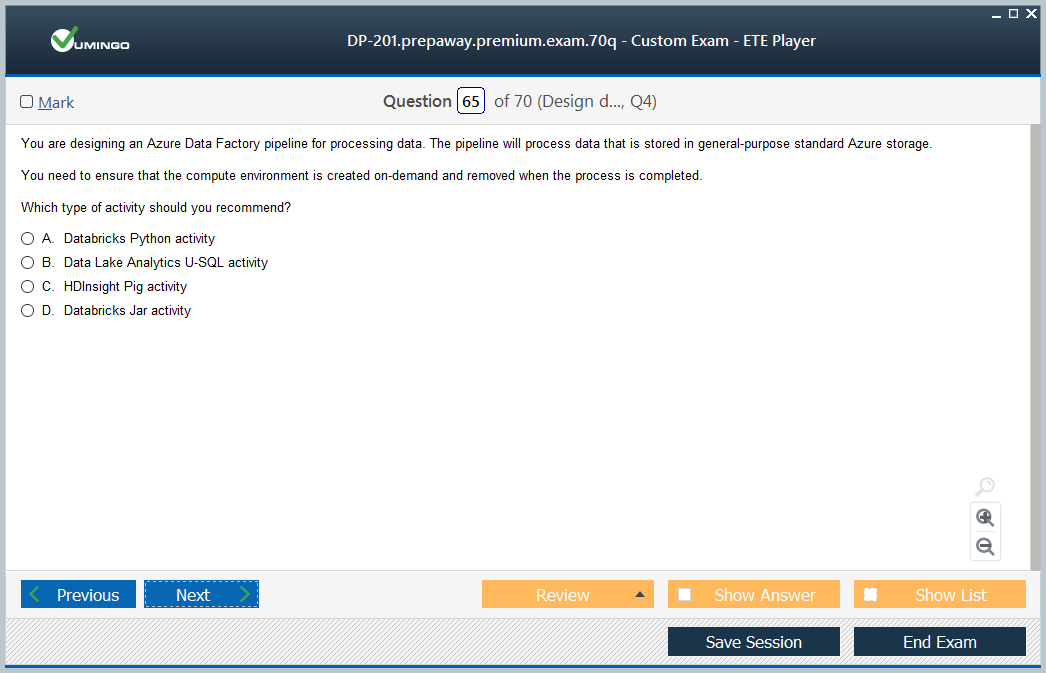 VUMINGO
DP-201.prepaway.premium.exam.70q - Custom Exam - ETE Player
Mark
Question 65 of 70 (Design d..., Q4)
You are designing an Azure Data Factory pipeline for processing data. The pipeline will process data that is stored in general-purpose standard Azure storage.
You need to ensure that the compute environment is created on-demand and removed when the process is completed.
Which type of activity should you recommend?
A. Databricks Python activity
B. Data Lake Analytics U-SQL activity
C. HDInsight Pig activity
D. Databricks Jar activity
Previous Next Review Show Answer Show List
Save Session End Exam